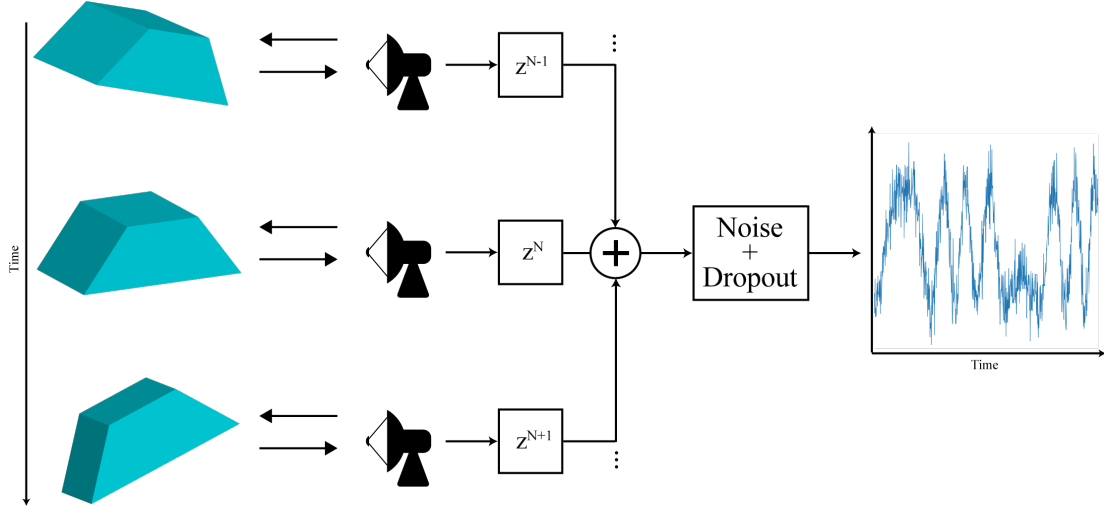 Time
z^N-1
⋮
z^N
z^N+1
⋮
+
Noise
+
Dropout
Time